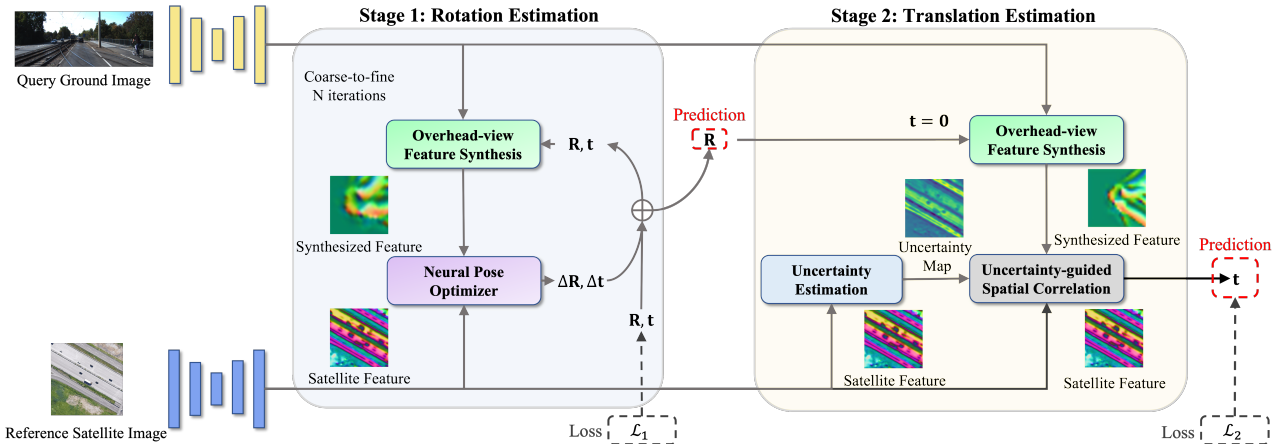 Stage 1: Rotation Estimation
Stage 2: Translation Estimation
Query Ground Image
Coarse-to-fine
N iterations
Overhead-view
Feature Synthesis
R, t
Synthesized Feature
Neural Pose
Optimizer
ΔR, Δt
Satellite Feature
R, t
Prediction
R
t = 0
Overhead-view
Feature Synthesis
Uncertainty
Map
Synthesized Feature
Uncertainty
Estimation
Uncertainty-guided
Spatial Correlation
Satellite Feature
Satellite Feature
Prediction
t
Reference Satellite Image
Loss
ℒ₁
Loss
ℒ₂